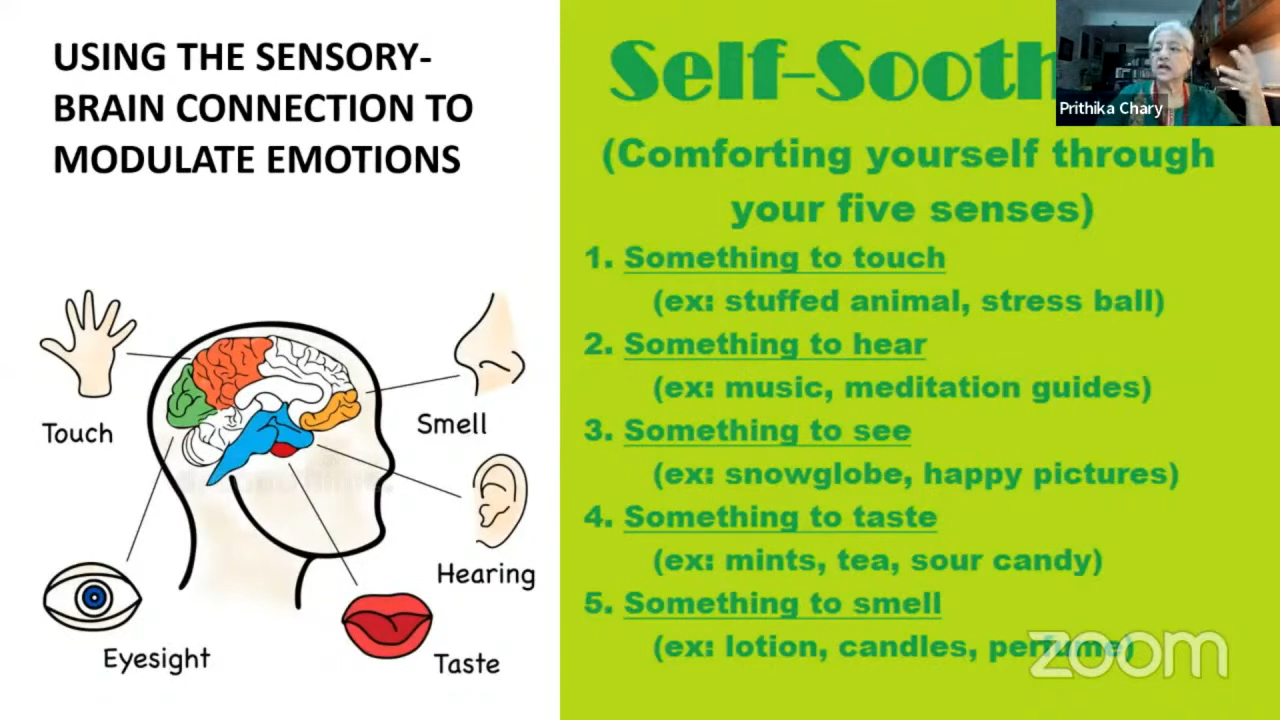 USING THE SENSORY-
BRAIN CONNECTION TO
MODULATE EMOTIONS
Touch
Smell
Hearing
Eyesight
Taste
Self-Sooth
(Comforting yourself through
your five senses)
1. Something to touch
(ex: stuffed animal, stress ball)
2. Something to hear
(ex: music, meditation guides)
3. Something to see
(ex: snowglobe, happy pictures)
4. Something to taste
(ex: mints, tea, sour candy)
5. Something to smell
(ex: lotion, candles, perfume)
Prithika Chary
zoom